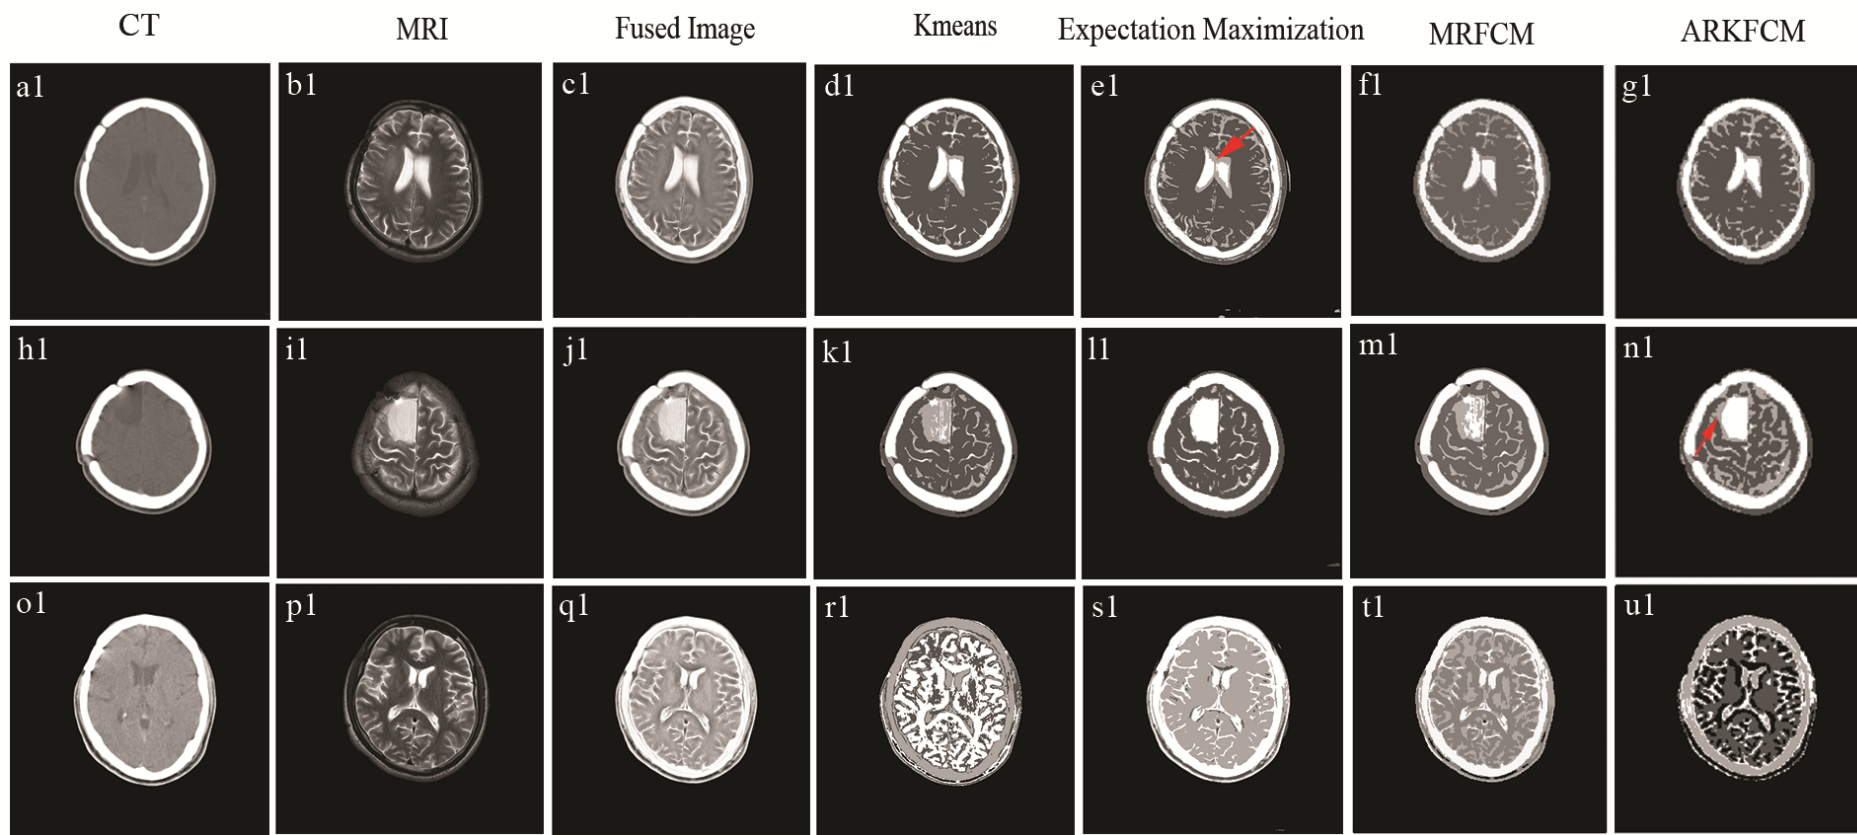 CT MRI Fused Image Kmeans Expectation Maximization MRFCM ARKFCM
a1 b1 c1 d1 e1 f1 g1
h1 i1 j1 k1 l1 m1 n1
o1 p1 q1 r1 s1 t1 u1